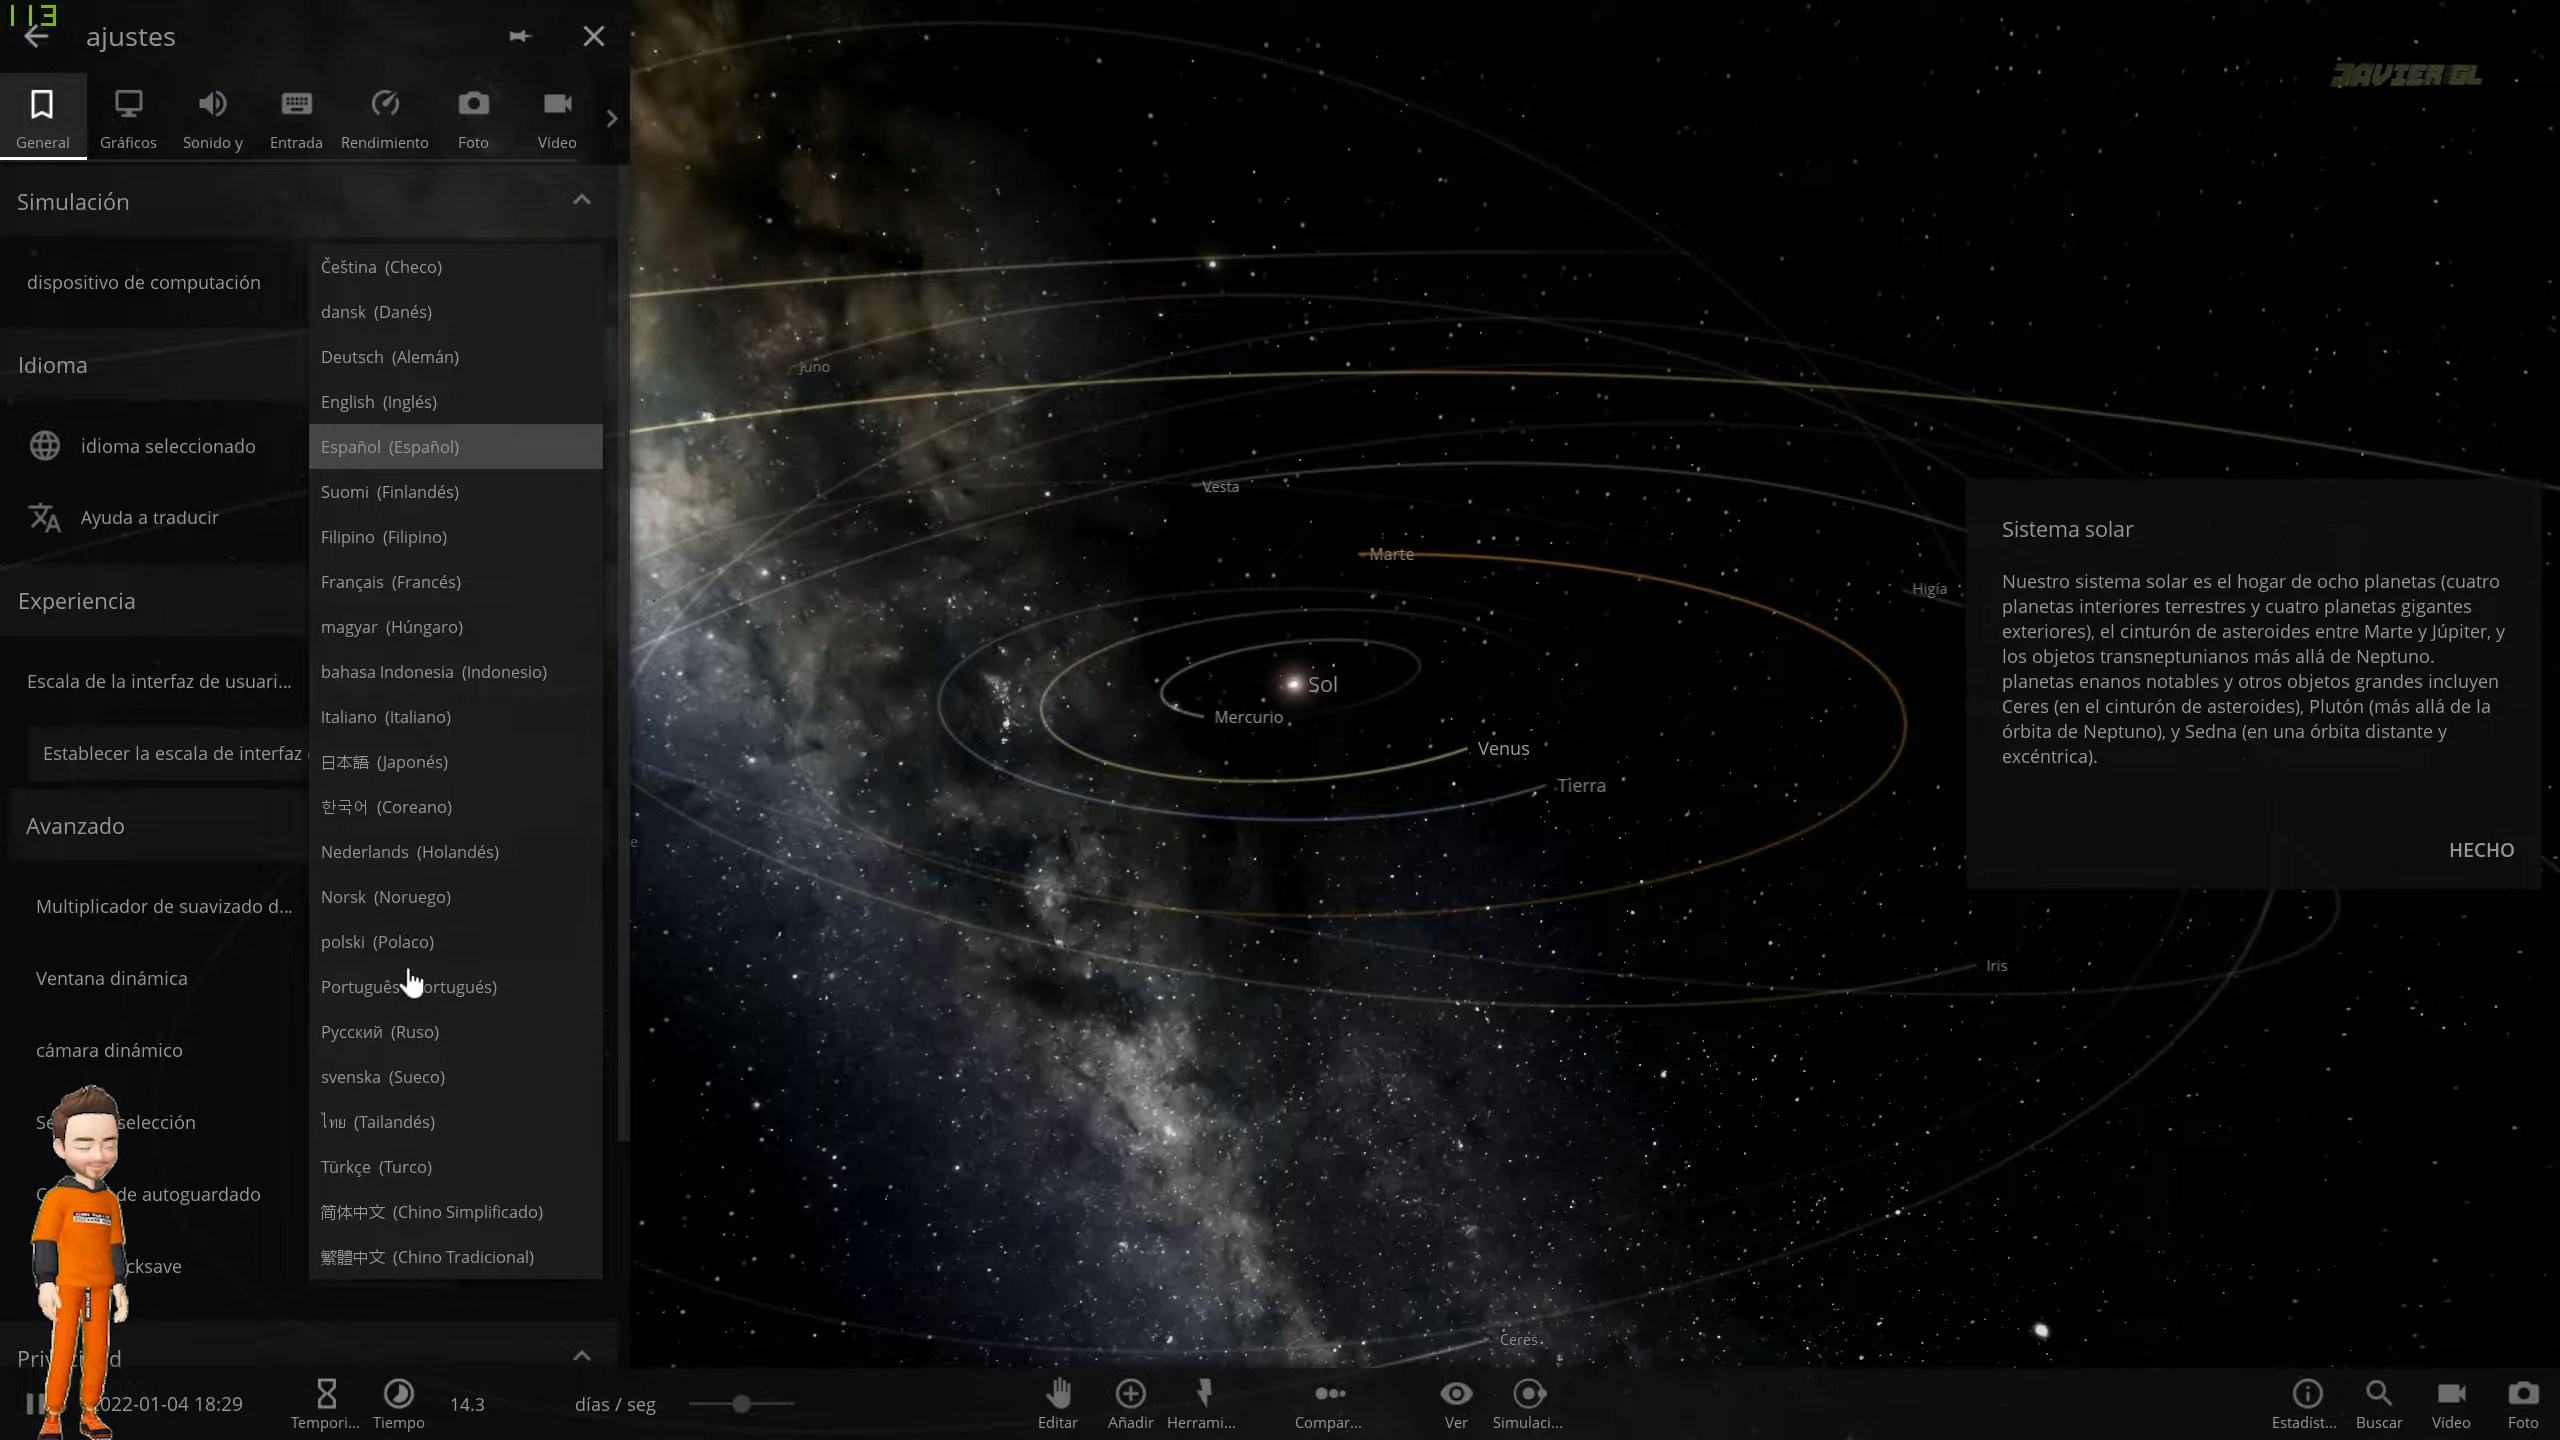 113
ajustes
General
Gráficos
Sonido y
Entrada
Rendimiento
Foto
Vídeo
JAVIER GL
Simulación
dispositivo de computación
Idioma
idioma seleccionado
Ayuda a traducir
Experiencia
Escala de la interfaz de usuari...
Establecer la escala de interfaz
Avanzado
Multiplicador de suavizado d...
Ventana dinámica
cámara dinámico
selección
de autoguardado
cksave
Čeština (Checo)
dansk (Danés)
Deutsch (Alemán)
English (Inglés)
Español (Español)
Suomi (Finlandés)
Filipino (Filipino)
Français (Francés)
magyar (Húngaro)
bahasa Indonesia (Indonesio)
Italiano (Italiano)
日本語 (Japonés)
한국어 (Coreano)
Nederlands (Holandés)
Norsk (Noruego)
polski (Polaco)
Português ortugués)
Русский (Ruso)
svenska (Sueco)
ไทย (Tailandés)
Türkçe (Turco)
简体中文 (Chino Simplificado)
繁體中文 (Chino Tradicional)
Juno
Vesta
Marte
Higía
Sol
Mercurio
Venus
Tierra
Iris
Ceres
Sistema solar
Nuestro sistema solar es el hogar de ocho planetas (cuatro
planetas interiores terrestres y cuatro planetas gigantes
exteriores), el cinturón de asteroides entre Marte y Júpiter, y
los objetos transneptunianos más allá de Neptuno.
planetas enanos notables y otros objetos grandes incluyen
Ceres (en el cinturón de asteroides), Plutón (más allá de la
órbita de Neptuno), y Sedna (en una órbita distante y
excéntrica).
HECHO
2022-01-04 18:29
Tempori...
Tiempo
14.3
días / seg
Editar
Añadir
Herrami...
Compar...
Ver
Simulaci...
Estadíst...
Buscar
Vídeo
Foto